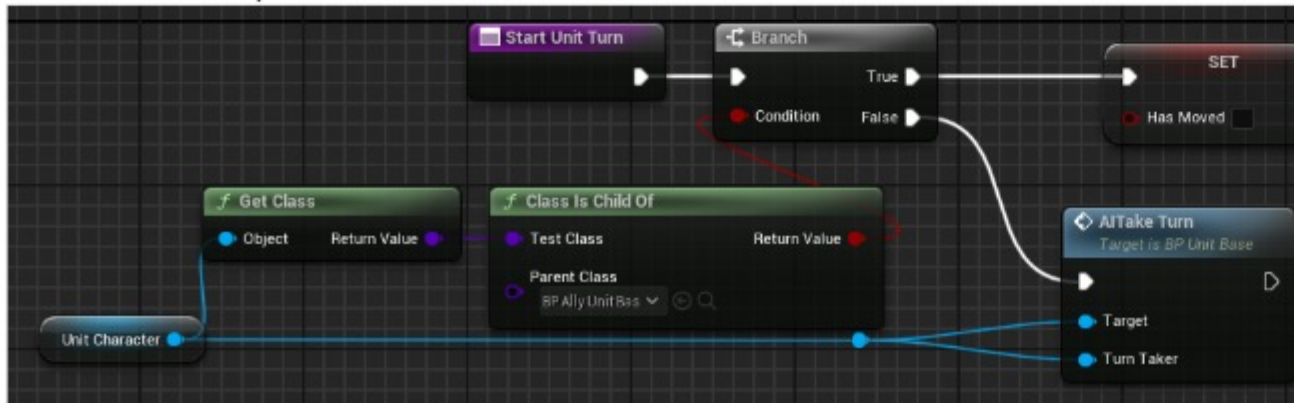 Start Unit Turn
Branch
True
SET
Condition
False
Has Moved
f Get Class
Object
Return Value
f Class Is Child Of
Test Class
Return Value
Parent Class
BP Ally Unit Bas
AITake Turn
Target is BP Unit Base
Unit Character
Target
Turn Taker